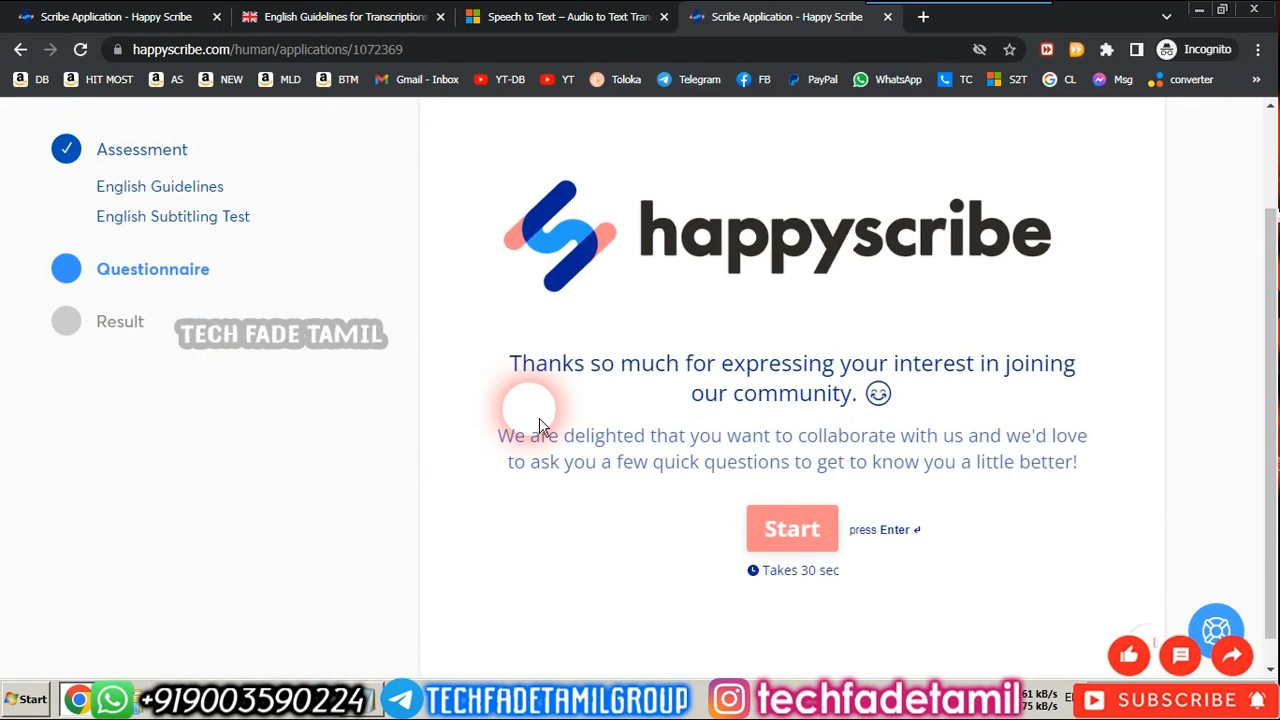 Scribe Application - Happy Scribe
English Guidelines for Transcriptions
Speech to Text – Audio to Text Tran
Scribe Application - Happy Scribe
happyscribe.com/human/applications/1072369
Incognito
DB
HIT MOST
AS
NEW
MLD
BTM
Gmail - Inbox
YT-DB
YT
Toloka
Telegram
FB
PayPal
WhatsApp
TC
S2T
CL
Msg
converter
Assessment
English Guidelines
English Subtitling Test
Questionnaire
Result
TECH FADE TAMIL
happyscribe
Thanks so much for expressing your interest in joining
our community. 😊
We are delighted that you want to collaborate with us and we'd love
to ask you a few quick questions to get to know you a little better!
Start
press Enter ↵
Takes 30 sec
Start
+919003590224
TECHFADETAMILGROUP
techfadetamil
61 kB/s
75 kB/s
SUBSCRIBE